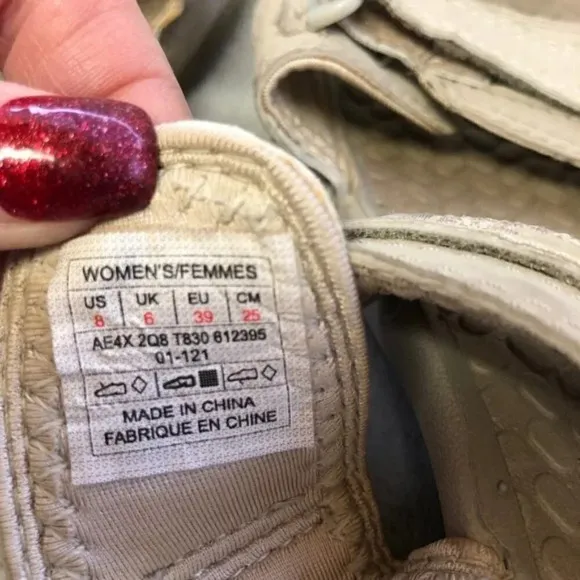 WOMEN'S/FEMMES
US UK EU CM
8 6 39 25
AE4X 2Q8 T830 612395
01-121
MADE IN CHINA
FABRIQUE EN CHINE